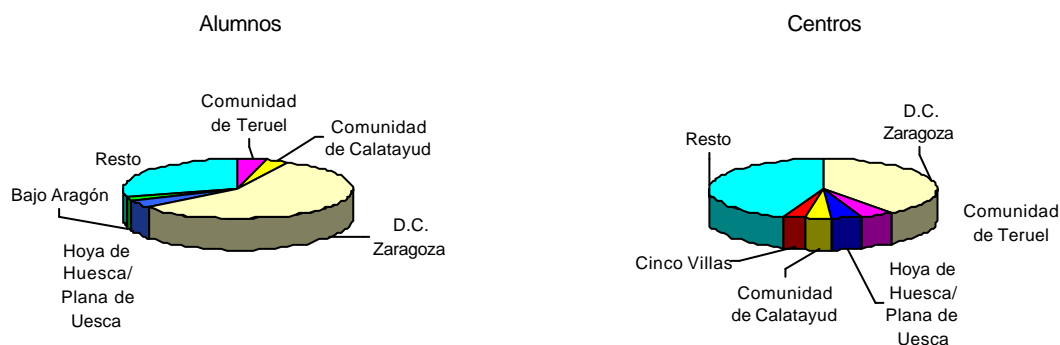 Alumnos
Comunidad
de Teruel
Comunidad
de Calatayud
Resto
Bajo Aragón
Hoya de
Huesca/
Plana de
Uesca
D.C.
Zaragoza
Centros
D.C.
Zaragoza
Resto
Comunidad
de Teruel
Cinco Villas
Comunidad
de Calatayud
Hoya de
Huesca/
Plana de
Uesca